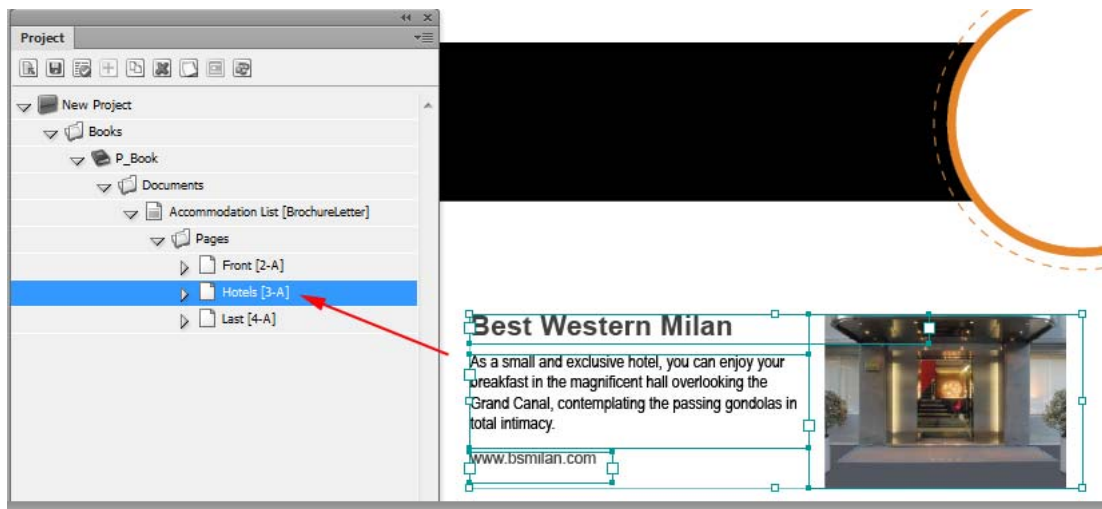 Project
New Project
Books
P_Book
Documents
Accommodation List [BrochureLetter]
Pages
Front [2-A]
Hotels [3-A]
Last [4-A]
Best Western Milan
As a small and exclusive hotel, you can enjoy your
breakfast in the magnificent hall overlooking the
Grand Canal, contemplating the passing gondolas in
total intimacy.
www.bsmilan.com